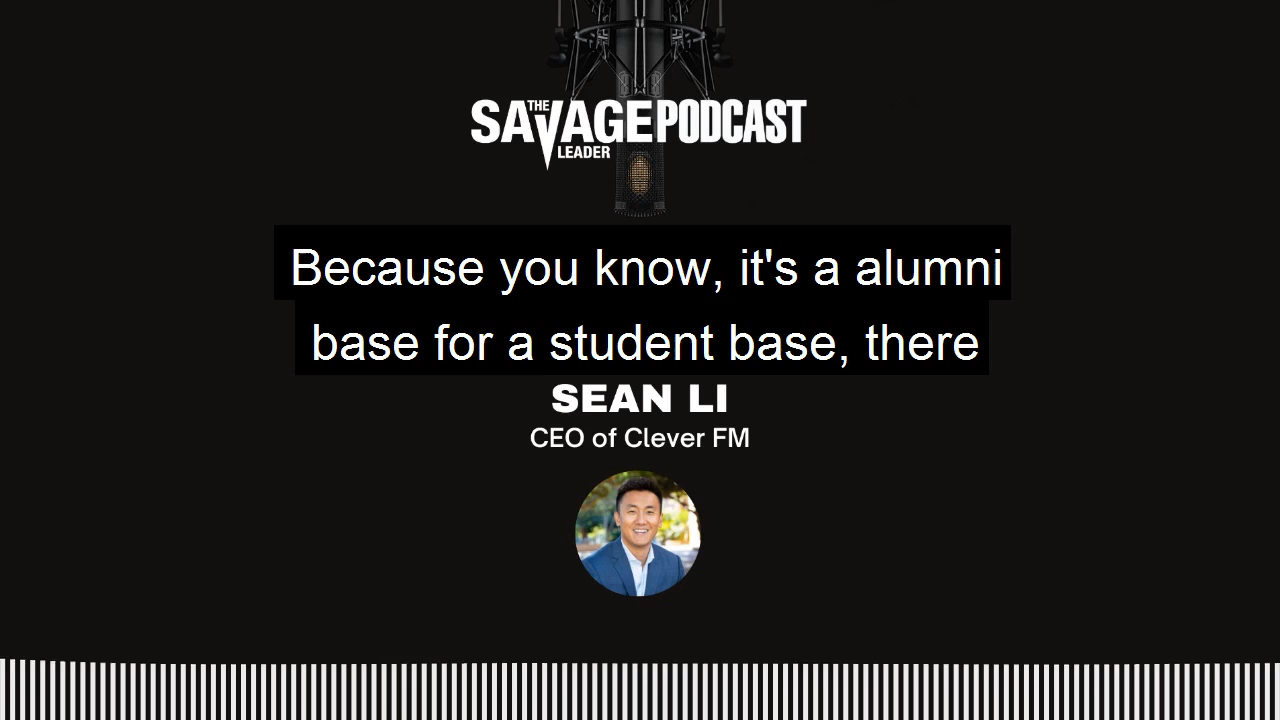 THE SAVAGE LEADER PODCAST
Because you know, it's a alumni
base for a student base, there
SEAN LI
CEO of Clever FM